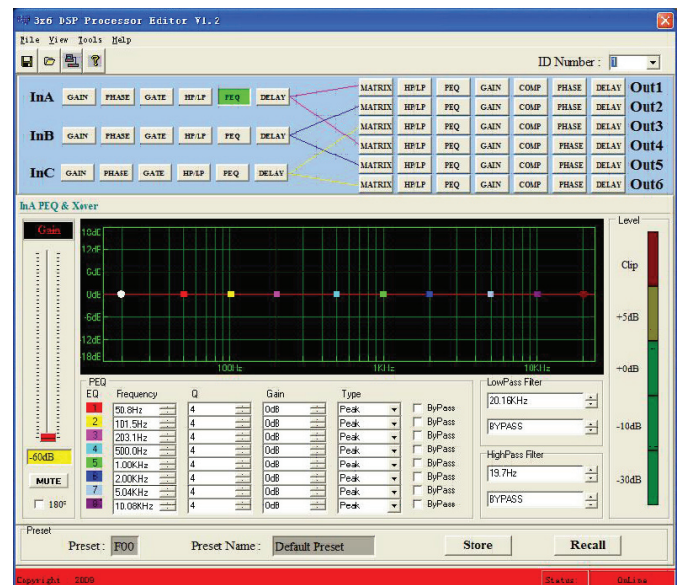 3x6 DSP Processor Editor V1.2
File View Tools Help
ID Number : 1
InA GAIN PHASE GATE HP/LP PEQ DELAY
InB GAIN PHASE GATE HP/LP PEQ DELAY
InC GAIN PHASE GATE HP/LP PEQ DELAY
MATRIX HP/LP PEQ GAIN COMP PHASE DELAY Out1
MATRIX HP/LP PEQ GAIN COMP PHASE DELAY Out2
MATRIX HP/LP PEQ GAIN COMP PHASE DELAY Out3
MATRIX HP/LP PEQ GAIN COMP PHASE DELAY Out4
MATRIX HP/LP PEQ GAIN COMP PHASE DELAY Out5
MATRIX HP/LP PEQ GAIN COMP PHASE DELAY Out6
InA PEQ & Xover
Gain
-60dB
MUTE
180°
18dB
12dB
6dB
0dB
-6dB
-12dB
-18dB
100Hz 1KHz 10KHz
Level
Clip
+5dB
+0dB
-10dB
-30dB
PEQ
EQ Frequency Q Gain Type
1 50.8Hz 4 0dB Peak ByPass
2 101.5Hz 4 0dB Peak ByPass
3 203.1Hz 4 0dB Peak ByPass
4 500.0Hz 4 0dB Peak ByPass
5 1.00KHz 4 0dB Peak ByPass
6 2.00KHz 4 0dB Peak ByPass
7 5.04KHz 4 0dB Peak ByPass
8 10.08KHz 4 0dB Peak ByPass
LowPass Filter
20.16KHz
BYPASS
HighPass Filter
19.7Hz
BYPASS
Preset
Preset : F00 Preset Name : Default Preset Store Recall
Copyright 2009 Status: OnLine